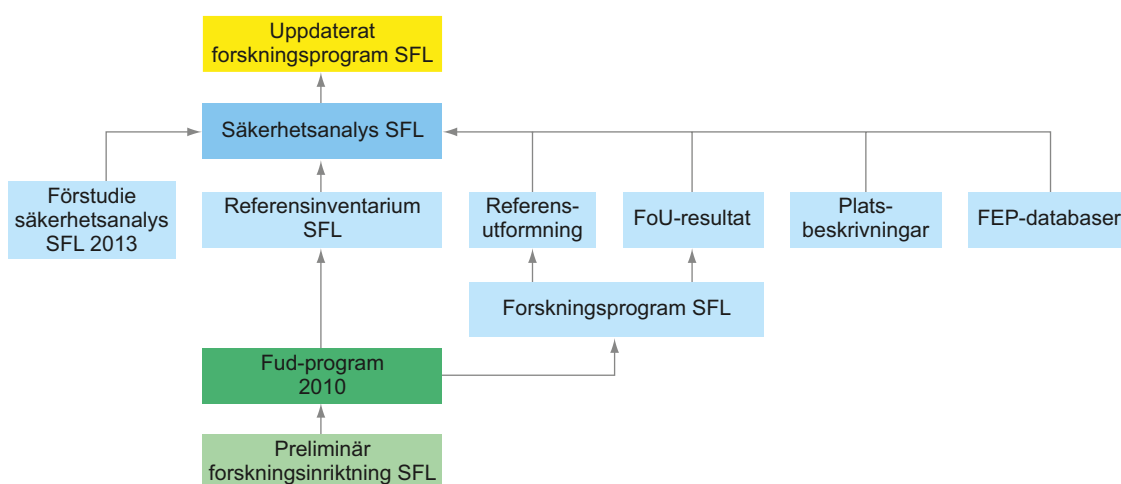 Uppdaterat
forskningsprogram SFL
Säkerhetsanalys SFL
Förstudie
säkerhetsanalys
SFL 2013
Referensinventarium
SFL
Referens-
utformning
FoU-resultat
Plats-
beskrivningar
FEP-databaser
Forskningsprogram SFL
Fud-program
2010
Preliminär
forskningsinriktning SFL